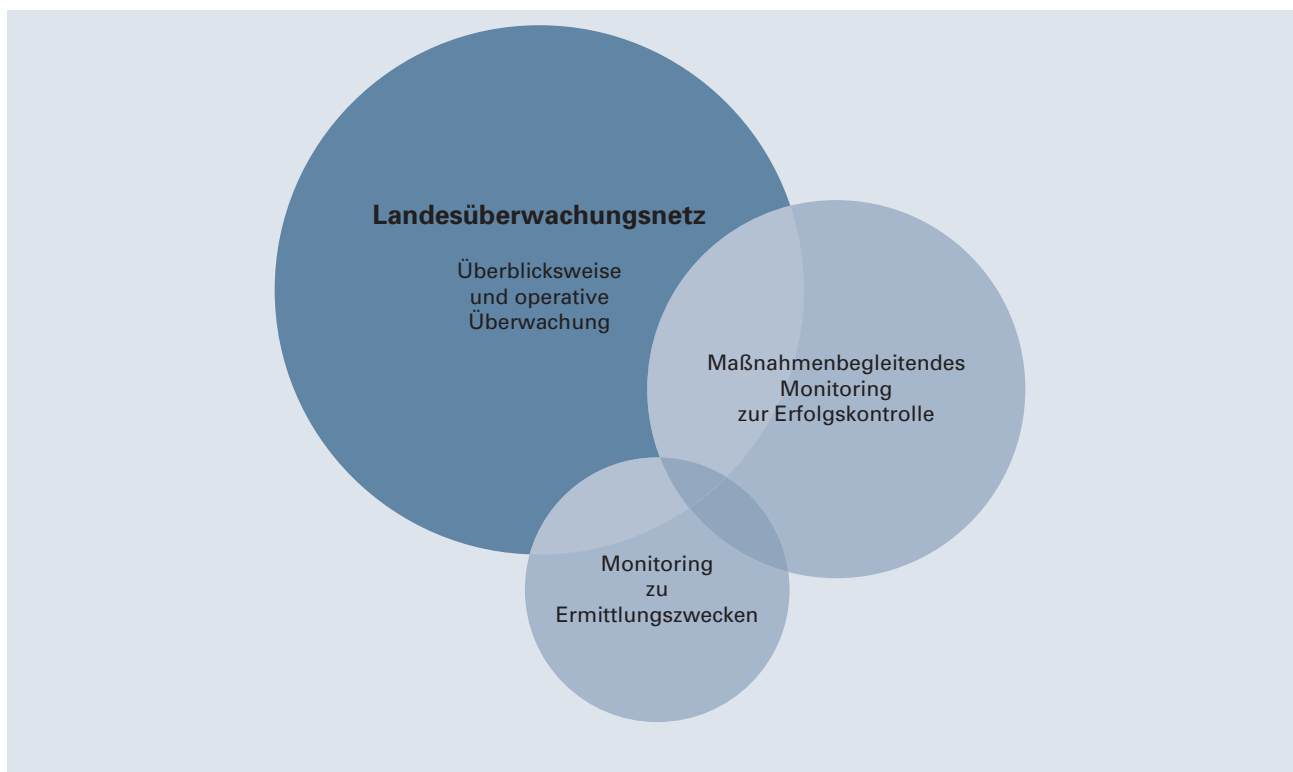 Landesüberwachungsnetz
Überblicksweise
und operative
Überwachung
Maßnahmenbegleitendes
Monitoring
zur Erfolgskontrolle
Monitoring
zu
Ermittlungszwecken